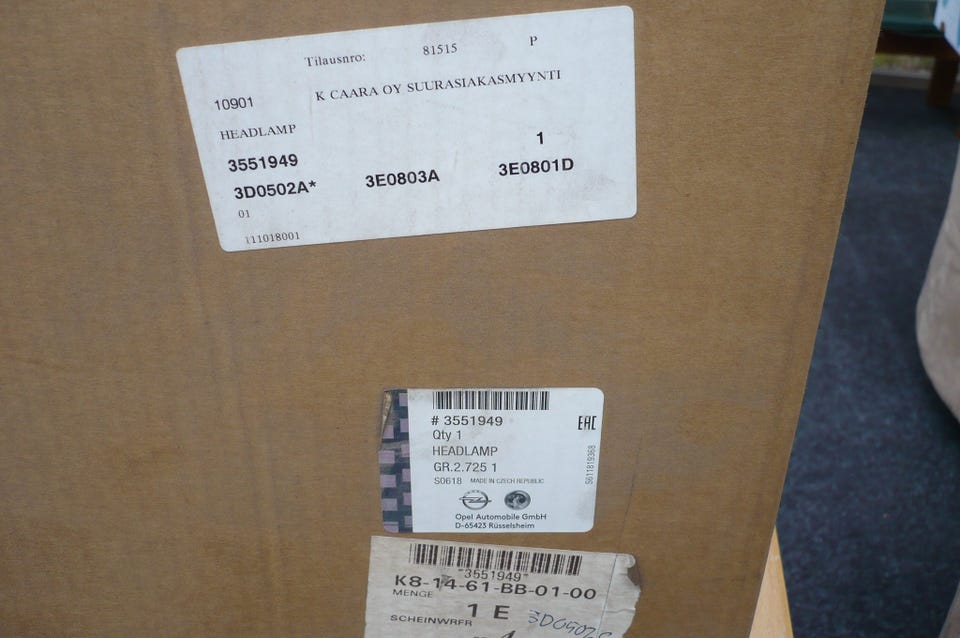 Tilausnro: 81515 P
10901 K CAARA OY SUURASIAKASMYYNTI
HEADLAMP
3551949 1
3D0502A* 3E0803A 3E0801D
01
111018001
# 3551949
Qty 1
HEADLAMP
GR.2.725 1
S0618 MADE IN CZECH REPUBLIC
Opel Automobile GmbH
D-65423 Rüsselsheim
EAC
S611819368
"3551949"
K8-14-61-BB-01-00
MENGE
1 E
SCHEINWRFR